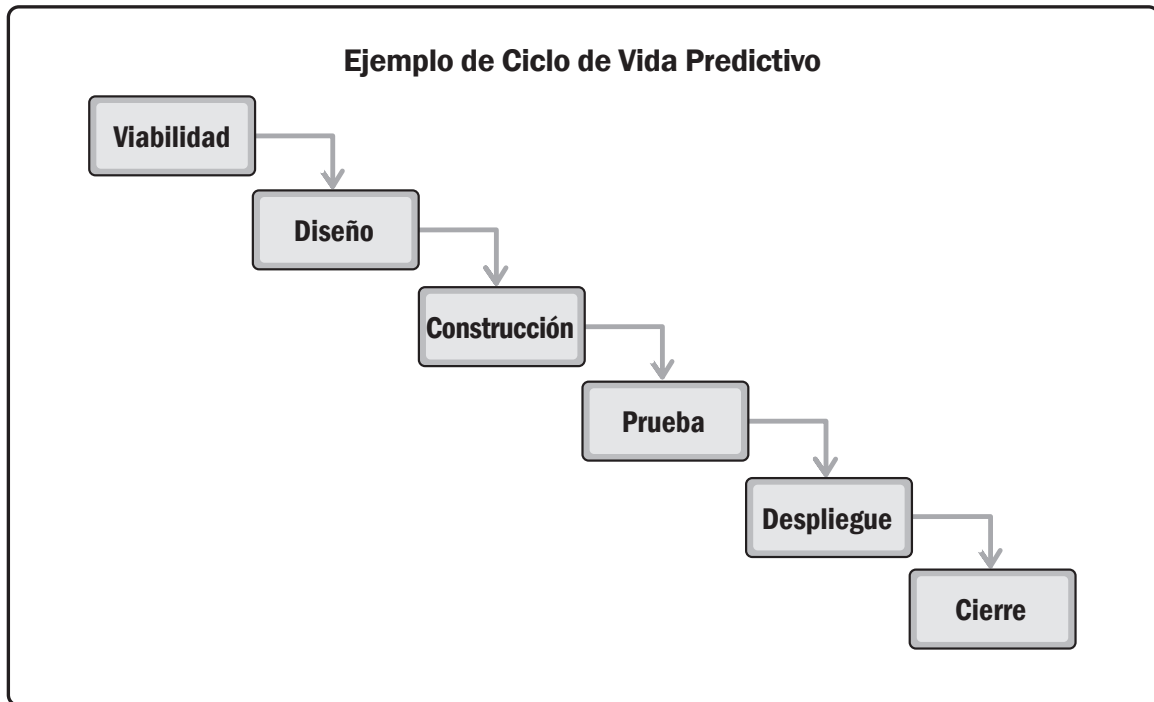 Ejemplo de Ciclo de Vida Predictivo
Viabilidad
Diseño
Construcción
Prueba
Despliegue
Cierre